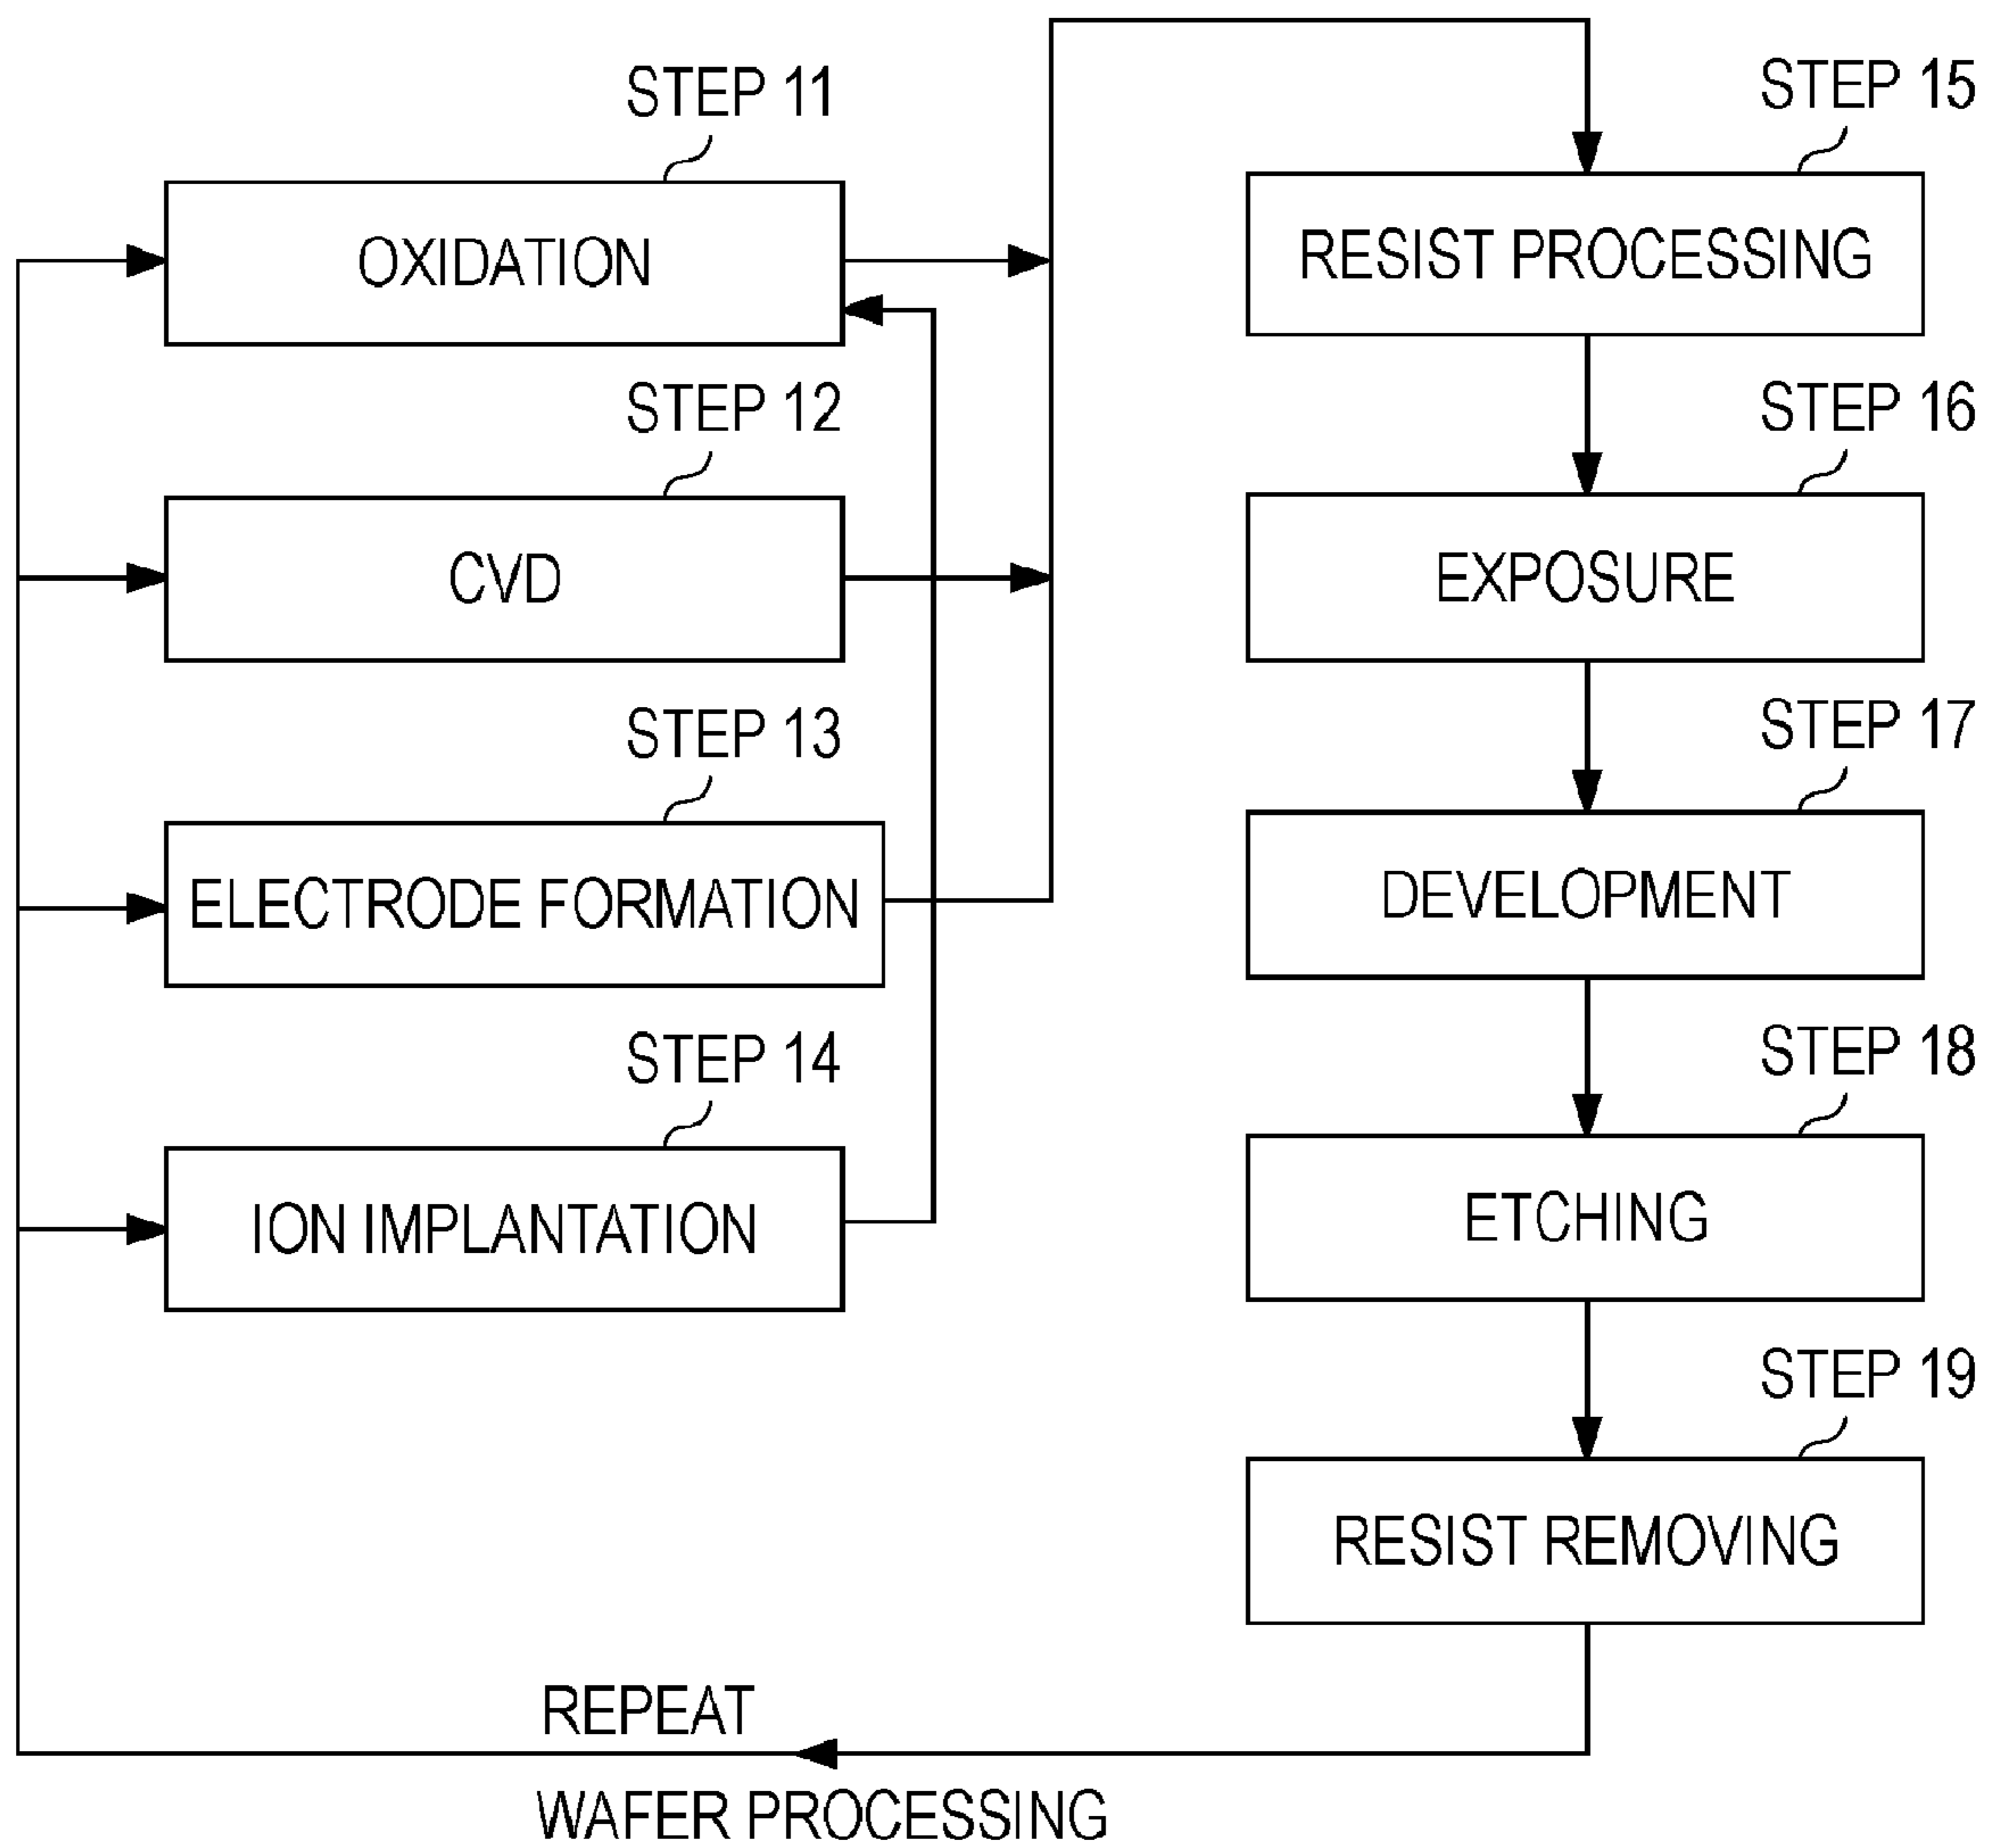 STEP 11
OXIDATION
STEP 12
CVD
STEP 13
ELECTRODE FORMATION
STEP 14
ION IMPLANTATION
STEP 15
RESIST PROCESSING
STEP 16
EXPOSURE
STEP 17
DEVELOPMENT
STEP 18
ETCHING
STEP 19
RESIST REMOVING
REPEAT
WAFER PROCESSING